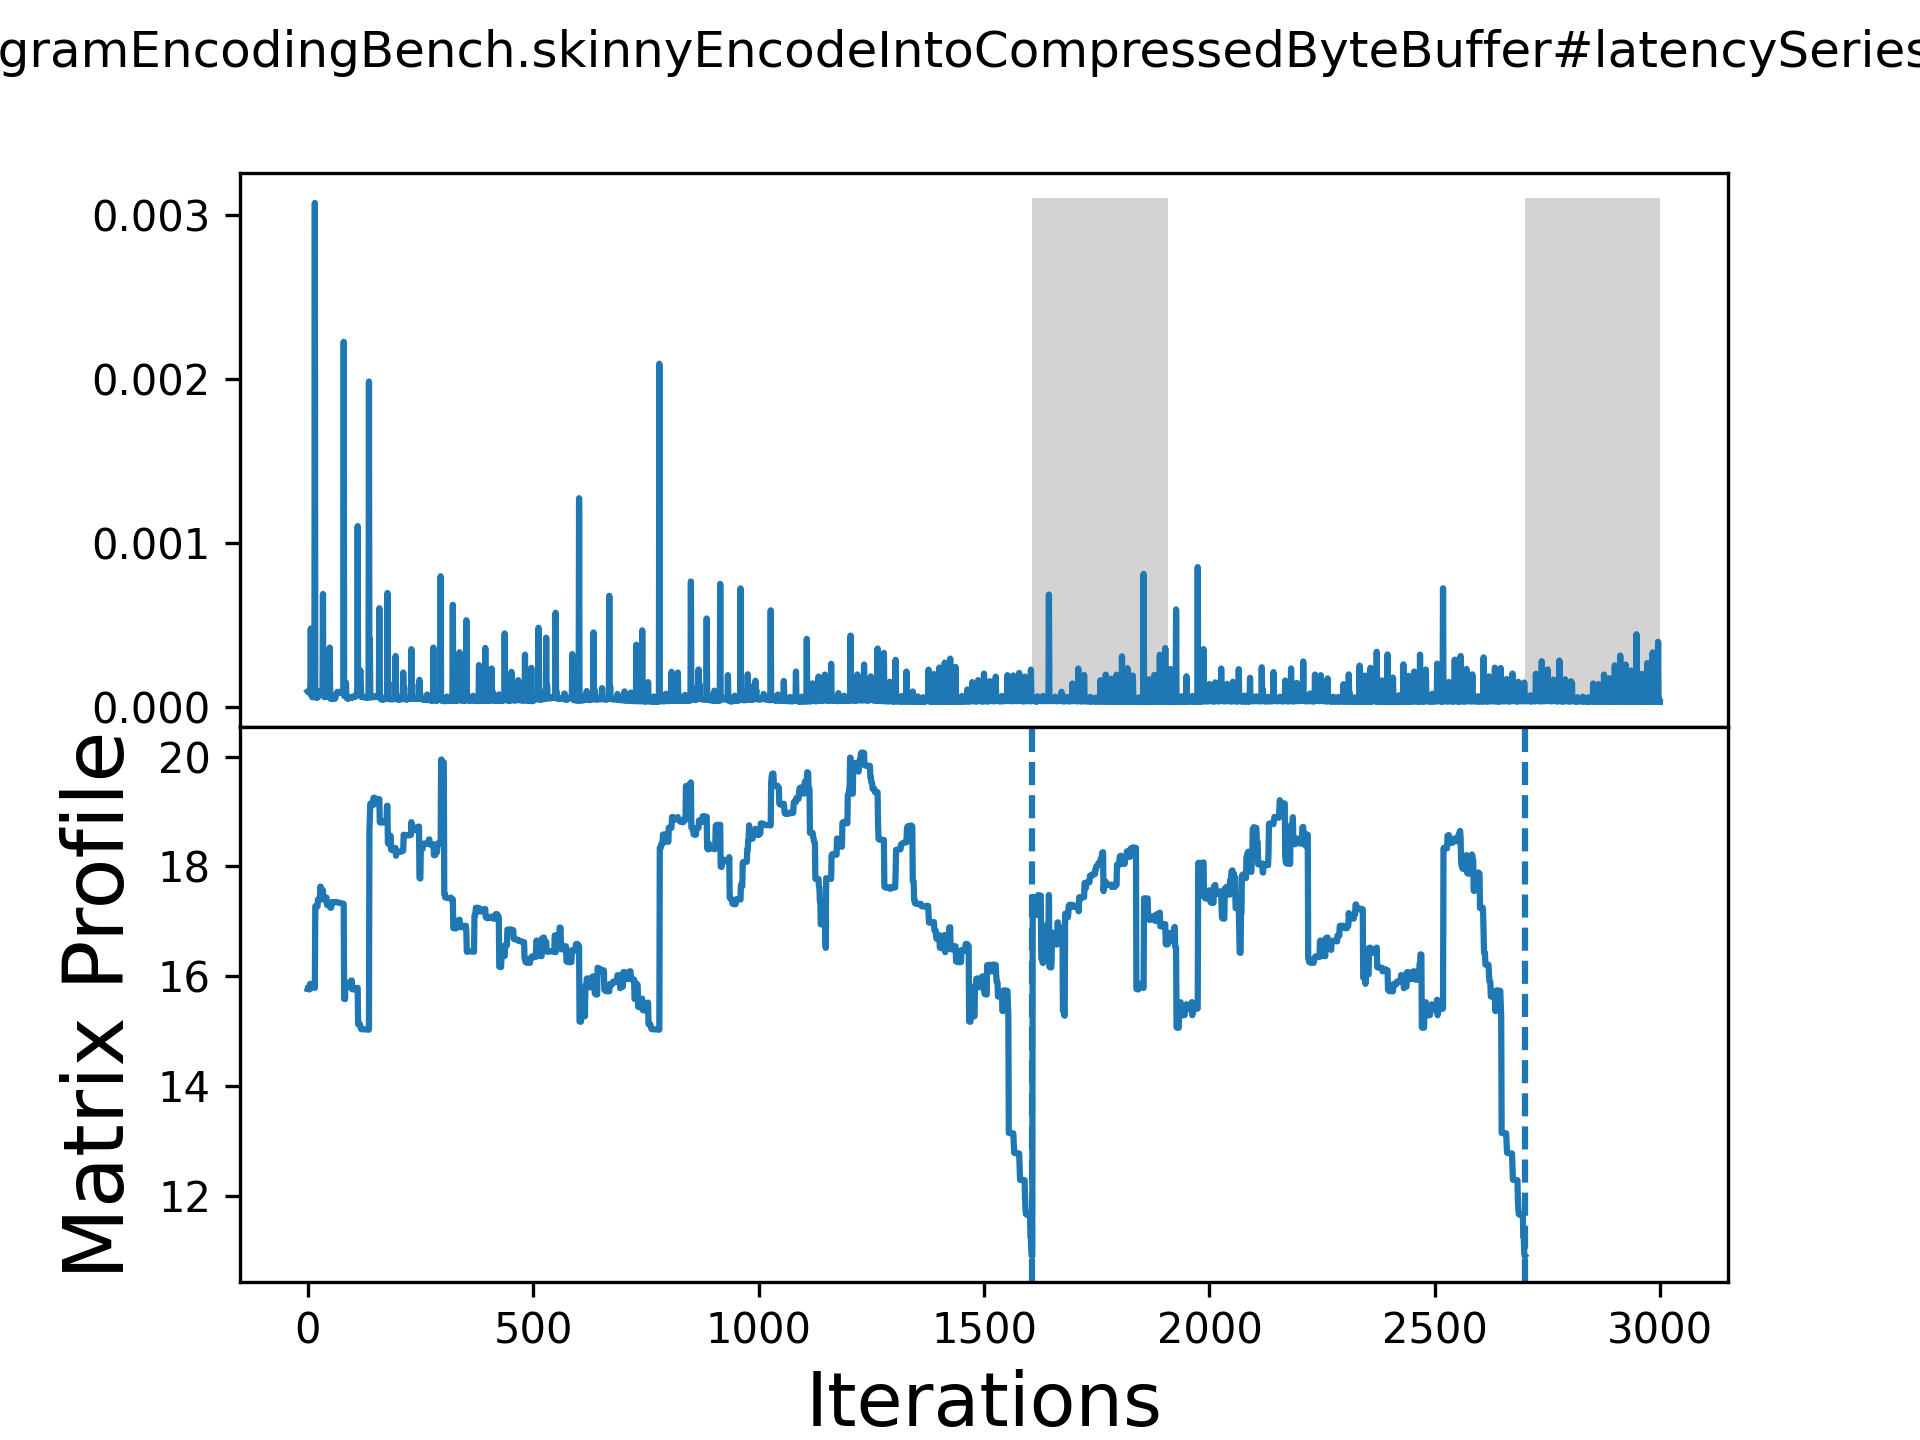 gramEncodingBench.skinnyEncodeIntoCompressedByteBuffer#latencySeries
0.003
0.002
0.001
0.000
Matrix Profile
20
18
16
14
12
0 500 1000 1500 2000 2500 3000
Iterations